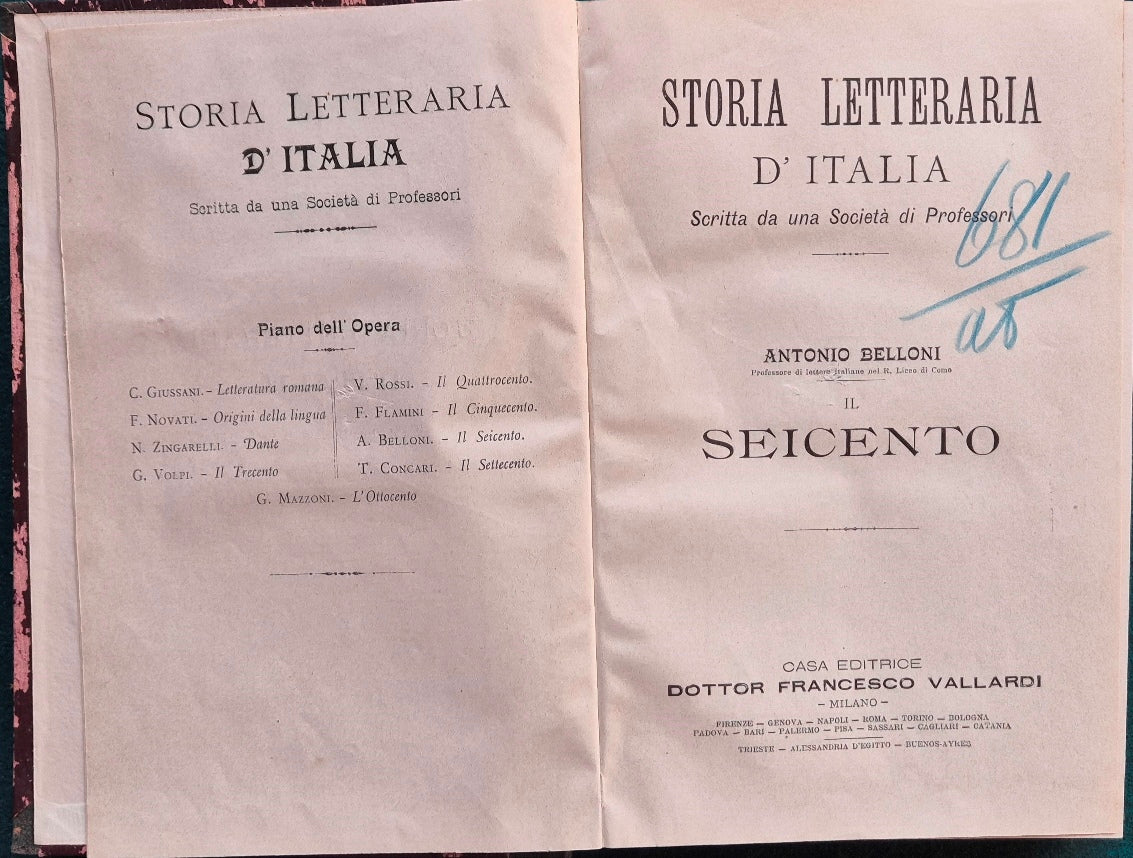 STORIA LETTERARIA
D' ITALIA
Scritta da una Società di Professori
Piano dell' Opera
C. GIUSSANI. – Letteratura romana
F. NOVATI. – Origini della lingua
N. ZINGARELLI. – Dante
G. VOLPI. – Il Trecento
V. ROSSI. – Il Quattrocento.
F. FLAMINI – Il Cinquecento.
A. BELLONI. – Il Seicento.
T. CONCARI. – Il Settecento.
G. MAZZONI. – L'Ottocento
STORIA LETTERARIA
D' ITALIA
Scritta da una Società di Professori
681
ANTONIO BELLONI
Professore di lettere italiane nel R. Liceo di Como
IL
SEICENTO
CASA EDITRICE
DOTTOR FRANCESCO VALLARDI
– MILANO –
FIRENZE – GENOVA – NAPOLI – ROMA – TORINO – BOLOGNA
PADOVA – BARI – PALERMO – PISA – SASSARI – CAGLIARI – CATANIA
TRIESTE – ALESSANDRIA D'EGITTO – BUENOS-AYRES